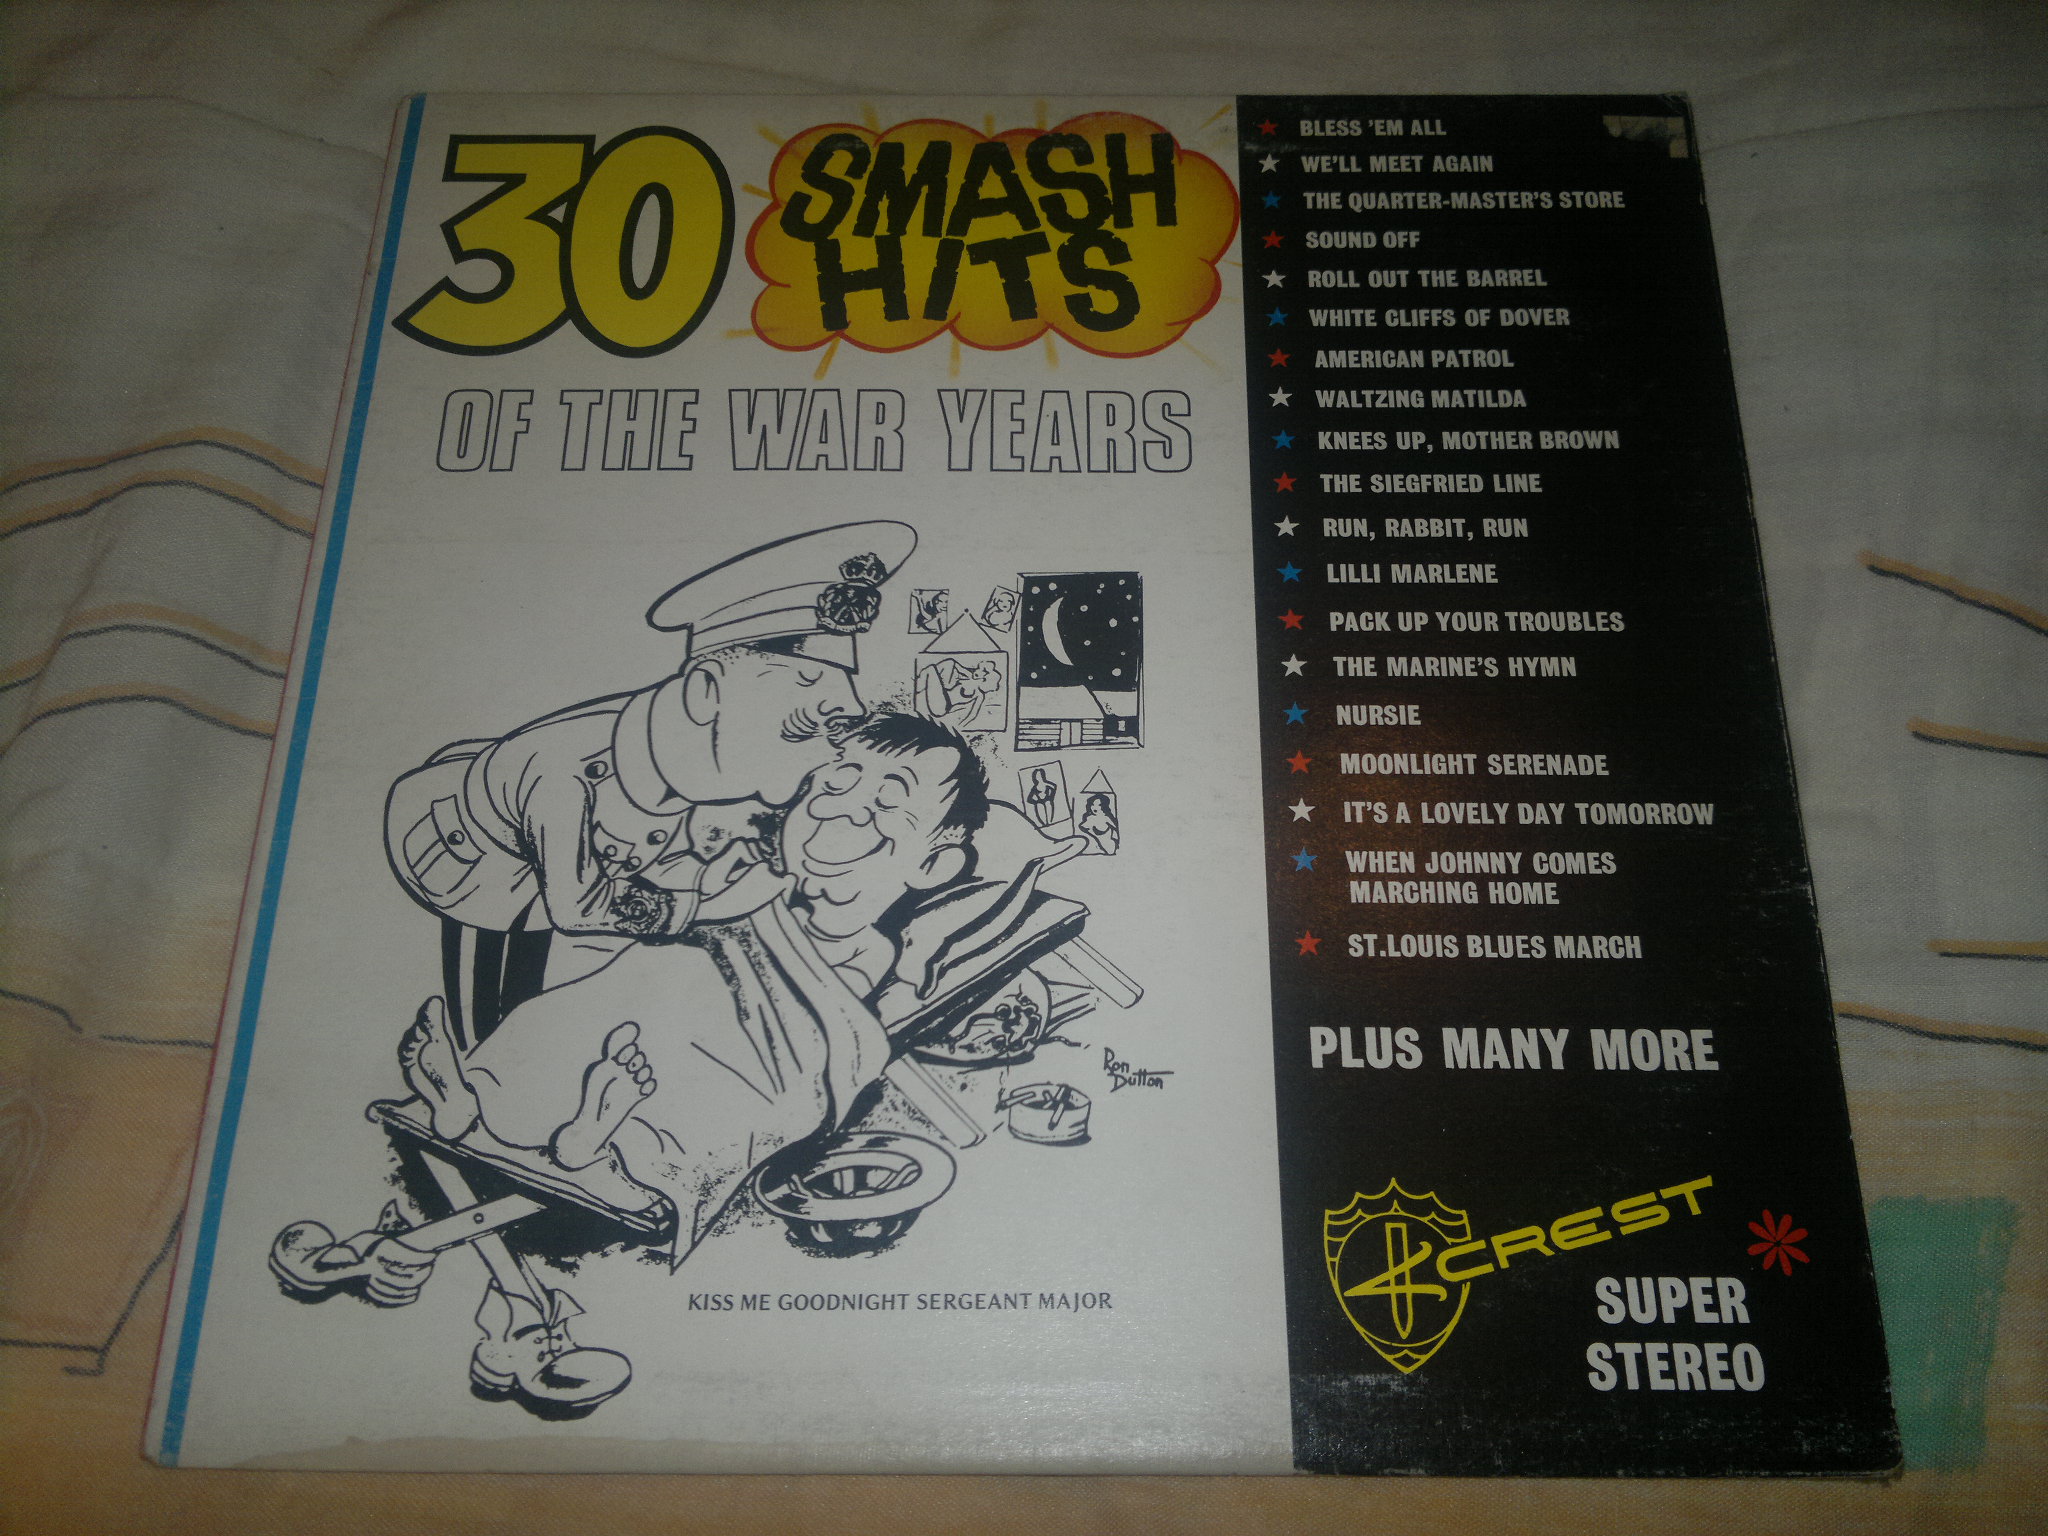 30 SMASH
HITS
OF THE WAR YEARS
Ron
Dutton
KISS ME GOODNIGHT SERGEANT MAJOR
BLESS 'EM ALL
WE'LL MEET AGAIN
THE QUARTER-MASTER'S STORE
SOUND OFF
ROLL OUT THE BARREL
WHITE CLIFFS OF DOVER
AMERICAN PATROL
WALTZING MATILDA
KNEES UP, MOTHER BROWN
THE SIEGFRIED LINE
RUN, RABBIT, RUN
LILLI MARLENE
PACK UP YOUR TROUBLES
THE MARINE'S HYMN
NURSIE
MOONLIGHT SERENADE
IT'S A LOVELY DAY TOMORROW
WHEN JOHNNY COMES
MARCHING HOME
ST.LOUIS BLUES MARCH
PLUS MANY MORE
CREST
SUPER
STEREO